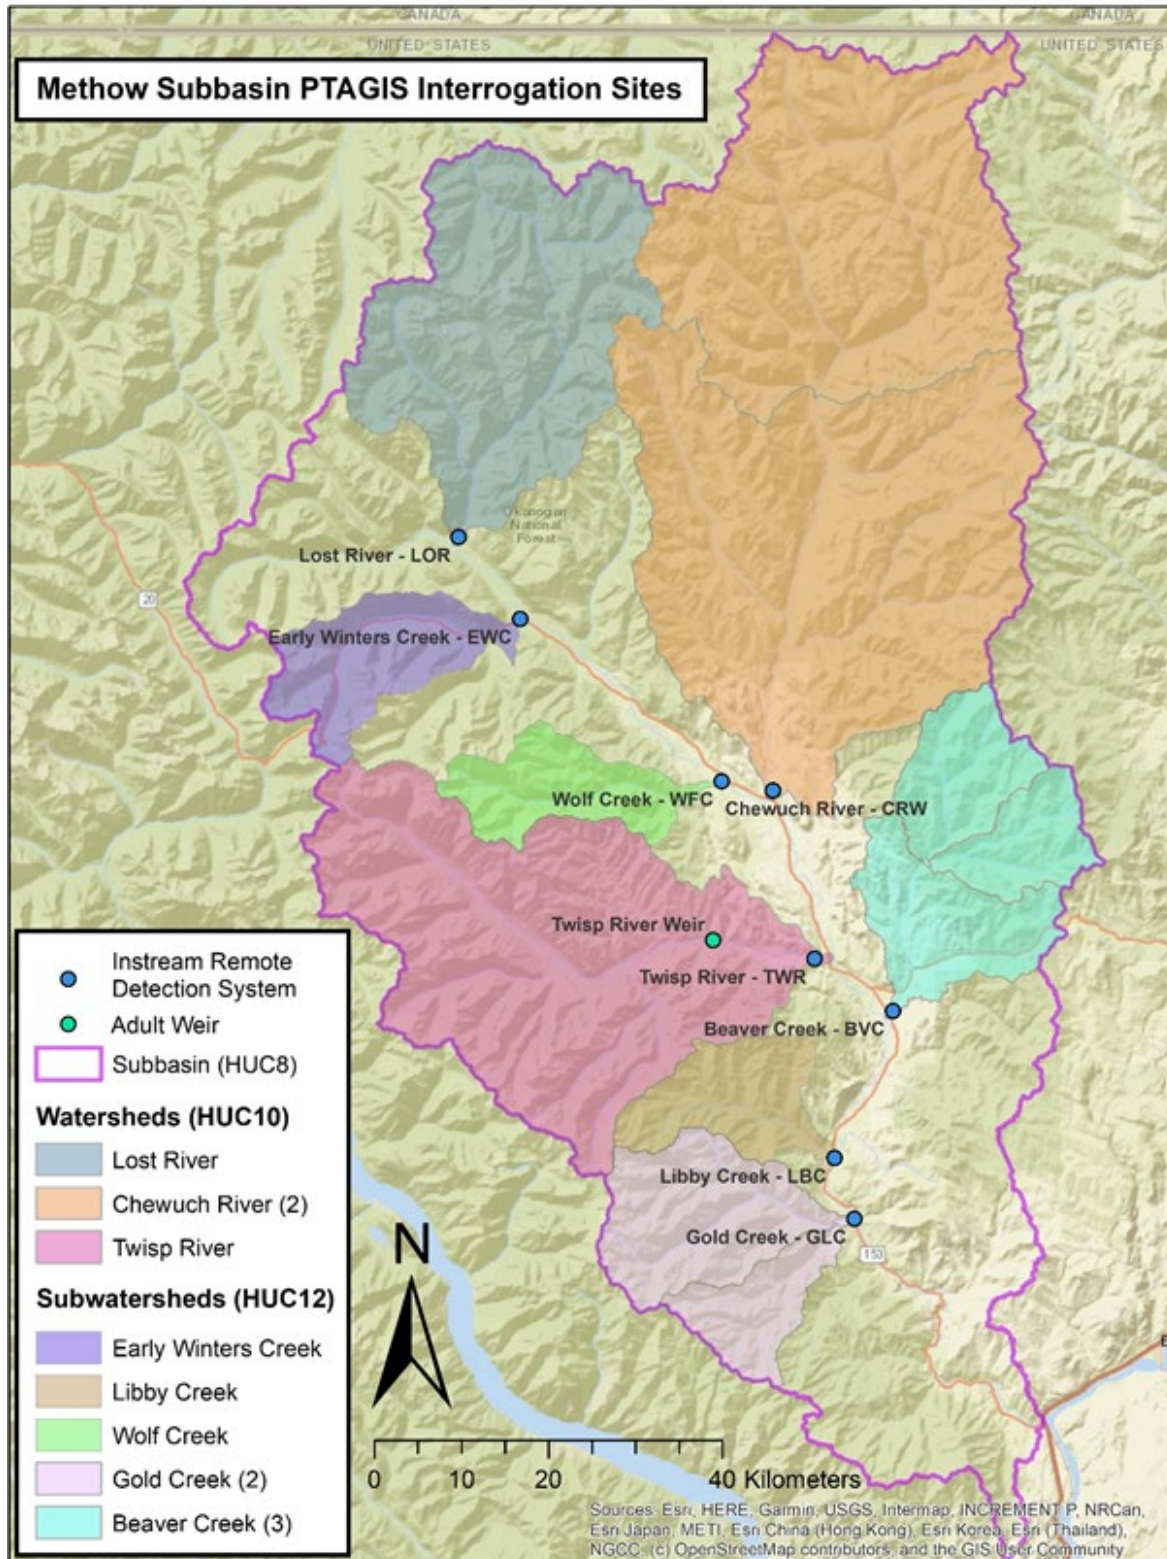 CANADA
CANADA
UNITED STATES
UNITED STATES
Methow Subbasin PTAGIS Interrogation Sites
Okanogan
National
Forest
Lost River - LOR
20
Early Winters Creek - EWC
Wolf Creek - WFC
Chewuch River - CRW
Twisp River Weir
Twisp River - TWR
Beaver Creek - BVC
Libby Creek - LBC
Gold Creek - GLC
153
Instream Remote
Detection System
Adult Weir
Subbasin (HUC8)
Watersheds (HUC10)
Lost River
Chewuch River (2)
Twisp River
Subwatersheds (HUC12)
Early Winters Creek
Libby Creek
Wolf Creek
Gold Creek (2)
Beaver Creek (3)
N
0 10 20 40 Kilometers
Sources: Esri, HERE, Garmin, USGS, Intermap, INCREMENT P, NRCan,
Esri Japan, METI, Esri China (Hong Kong), Esri Korea, Esri (Thailand),
NGCC, (c) OpenStreetMap contributors, and the GIS User Community